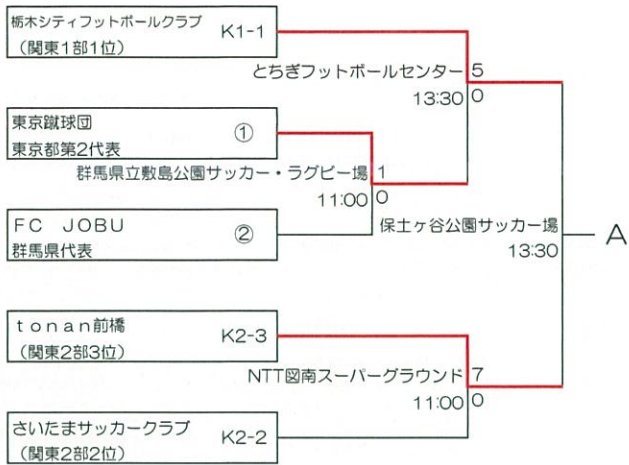 栃木シティフットボールクラブ
(関東1部1位)
K1-1
とちぎフットボールセンター
5
13:30
0
東京蹴球団
東京都第2代表
①
群馬県立敷島公園サッカー・ラグビー場
1
11:00
0
FC JOBU
群馬県代表
②
保土ヶ谷公園サッカー場
13:30
A
tonan前橋
(関東2部3位)
K2-3
NTT図南スーパーグラウンド
7
11:00
0
さいたまサッカークラブ
(関東2部2位)
K2-2